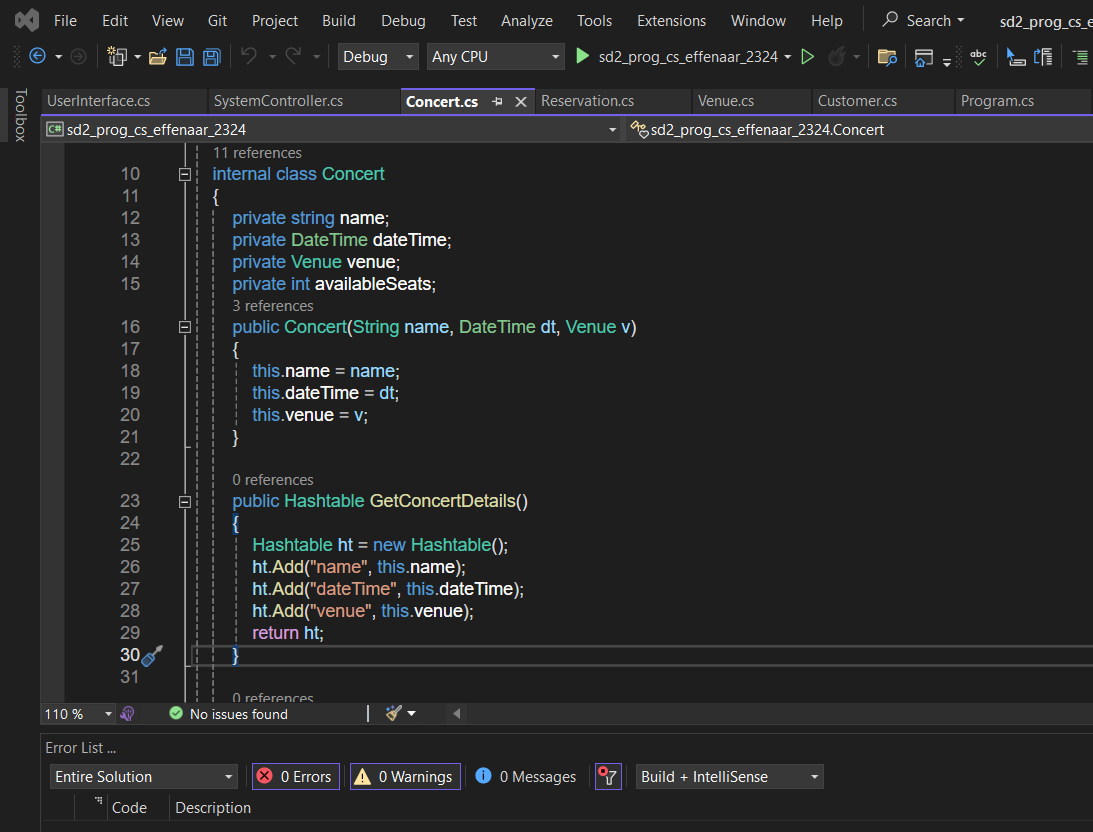 File Edit View Git Project Build Debug Test Analyze Tools Extensions Window Help Search sd2_prog_cs_e
Debug Any CPU sd2_prog_cs_effenaar_2324 abc
Toolbox
UserInterface.cs SystemController.cs Concert.cs Reservation.cs Venue.cs Customer.cs Program.cs
C# sd2_prog_cs_effenaar_2324 sd2_prog_cs_effenaar_2324.Concert
11 references
10 internal class Concert
11 {
12 private string name;
13 private DateTime dateTime;
14 private Venue venue;
15 private int availableSeats;
3 references
16 public Concert(String name, DateTime dt, Venue v)
17 {
18 this.name = name;
19 this.dateTime = dt;
20 this.venue = v;
21 }
22
0 references
23 public Hashtable GetConcertDetails()
24 {
25 Hashtable ht = new Hashtable();
26 ht.Add("name", this.name);
27 ht.Add("dateTime", this.dateTime);
28 ht.Add("venue", this.venue);
29 return ht;
30 }
31
0 references
110 % No issues found
Error List ...
Entire Solution 0 Errors 0 Warnings 0 Messages Build + IntelliSense
Code Description